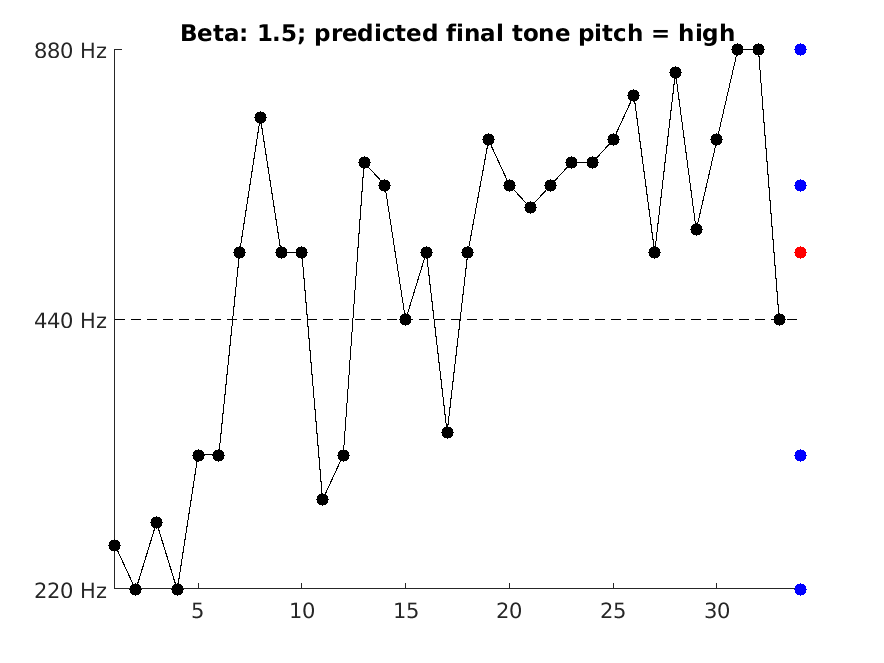 Beta: 1.5; predicted final tone pitch = high
880 Hz
440 Hz
220 Hz
5 10 15 20 25 30